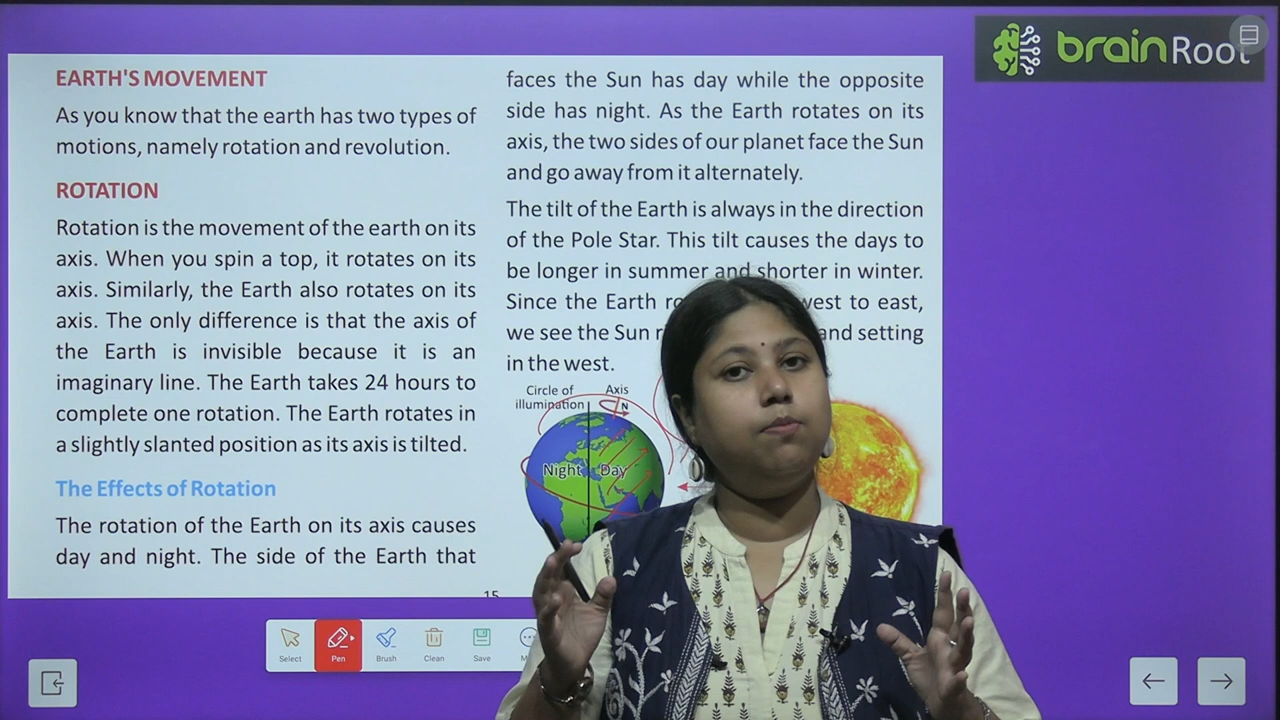 EARTH'S MOVEMENT
As you know that the earth has two types of
motions, namely rotation and revolution.
ROTATION
Rotation is the movement of the earth on its
axis. When you spin a top, it rotates on its
axis. Similarly, the Earth also rotates on its
axis. The only difference is that the axis of
the Earth is invisible because it is an
imaginary line. The Earth takes 24 hours to
complete one rotation. The Earth rotates in
a slightly slanted position as its axis is tilted.
The Effects of Rotation
The rotation of the Earth on its axis causes
day and night. The side of the Earth that
15
faces the Sun has day while the opposite
side has night. As the Earth rotates on its
axis, the two sides of our planet face the Sun
and go away from it alternately.
The tilt of the Earth is always in the direction
of the Pole Star. This tilt causes the days to
be longer in summer and shorter in winter.
Since the Earth west to east,
we see the Sun and setting
in the west.
Circle of
illumination
Axis
N
Night
Day
brainRoot
Select
Pen
Brush
Clean
Save